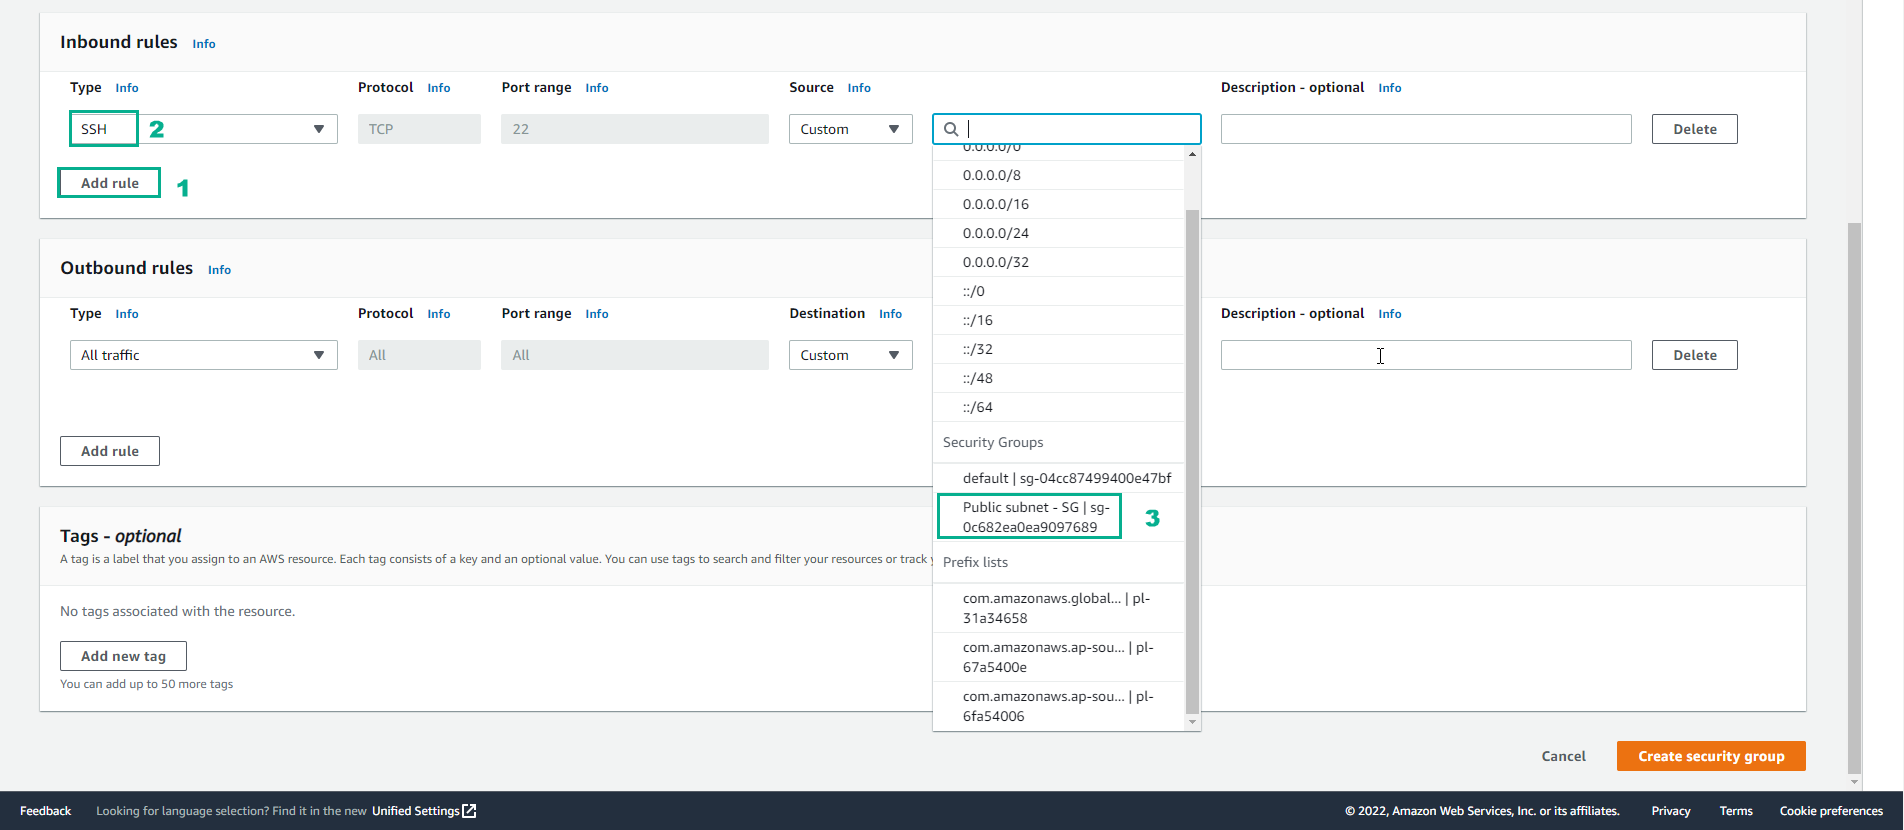 Inbound rules Info
Type Info Protocol Info Port range Info Source Info Description - optional Info
SSH 2 TCP 22 Custom Delete
0.0.0.0/0
0.0.0.0/8
Add rule 1
0.0.0.0/16
0.0.0.0/24
0.0.0.0/32
::/0
::/16
::/32
::/48
::/64
Security Groups
default | sg-04cc87499400e47bf
Public subnet - SG | sg-
0c682ea0ea9097689
3
Prefix lists
com.amazonaws.global... | pl-
31a34658
com.amazonaws.ap-sou... | pl-
67a5400e
com.amazonaws.ap-sou... | pl-
6fa54006
Outbound rules Info
Type Info Protocol Info Port range Info Destination Info Description - optional Info
All traffic All All Custom Delete
Add rule
Tags - optional
A tag is a label that you assign to an AWS resource. Each tag consists of a key and an optional value. You can use tags to search and filter your resources or track
No tags associated with the resource.
Add new tag
You can add up to 50 more tags
Cancel Create security group
Feedback Looking for language selection? Find it in the new Unified Settings © 2022, Amazon Web Services, Inc. or its affiliates. Privacy Terms Cookie preferences